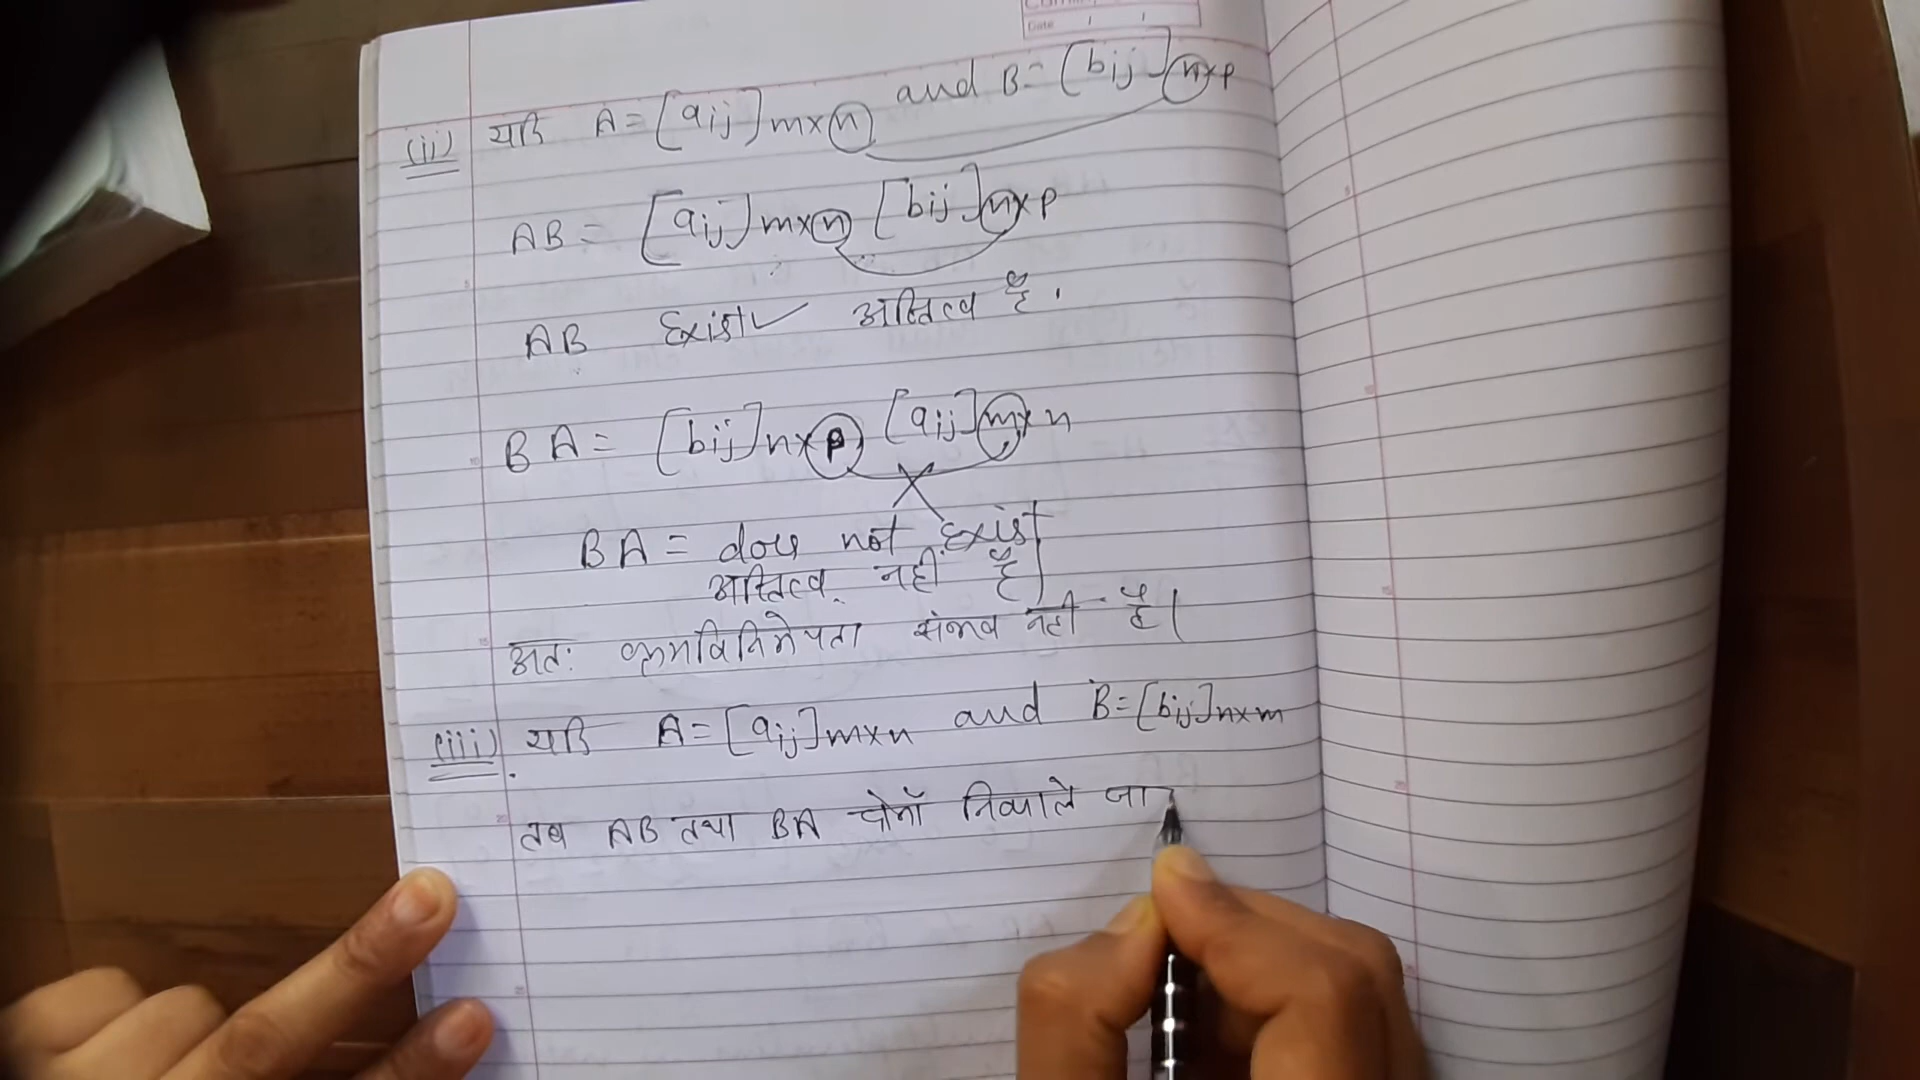 Date / /
(ii) यदि A = [aij]m×n and B = [bij]n×p
AB = [aij]m×n [bij]n×p
AB Exist✓ अस्तित्व है.
BA = [bij]n×p [aij]m×n
BA = does not Exist
अस्तित्व नहीं है|
अतः क्रमविनिमेयता संभव नहीं है|
(iii) यदि A = [aij]m×n and B = [bij]n×m
तब AB तथा BA दोनों निकाले जा